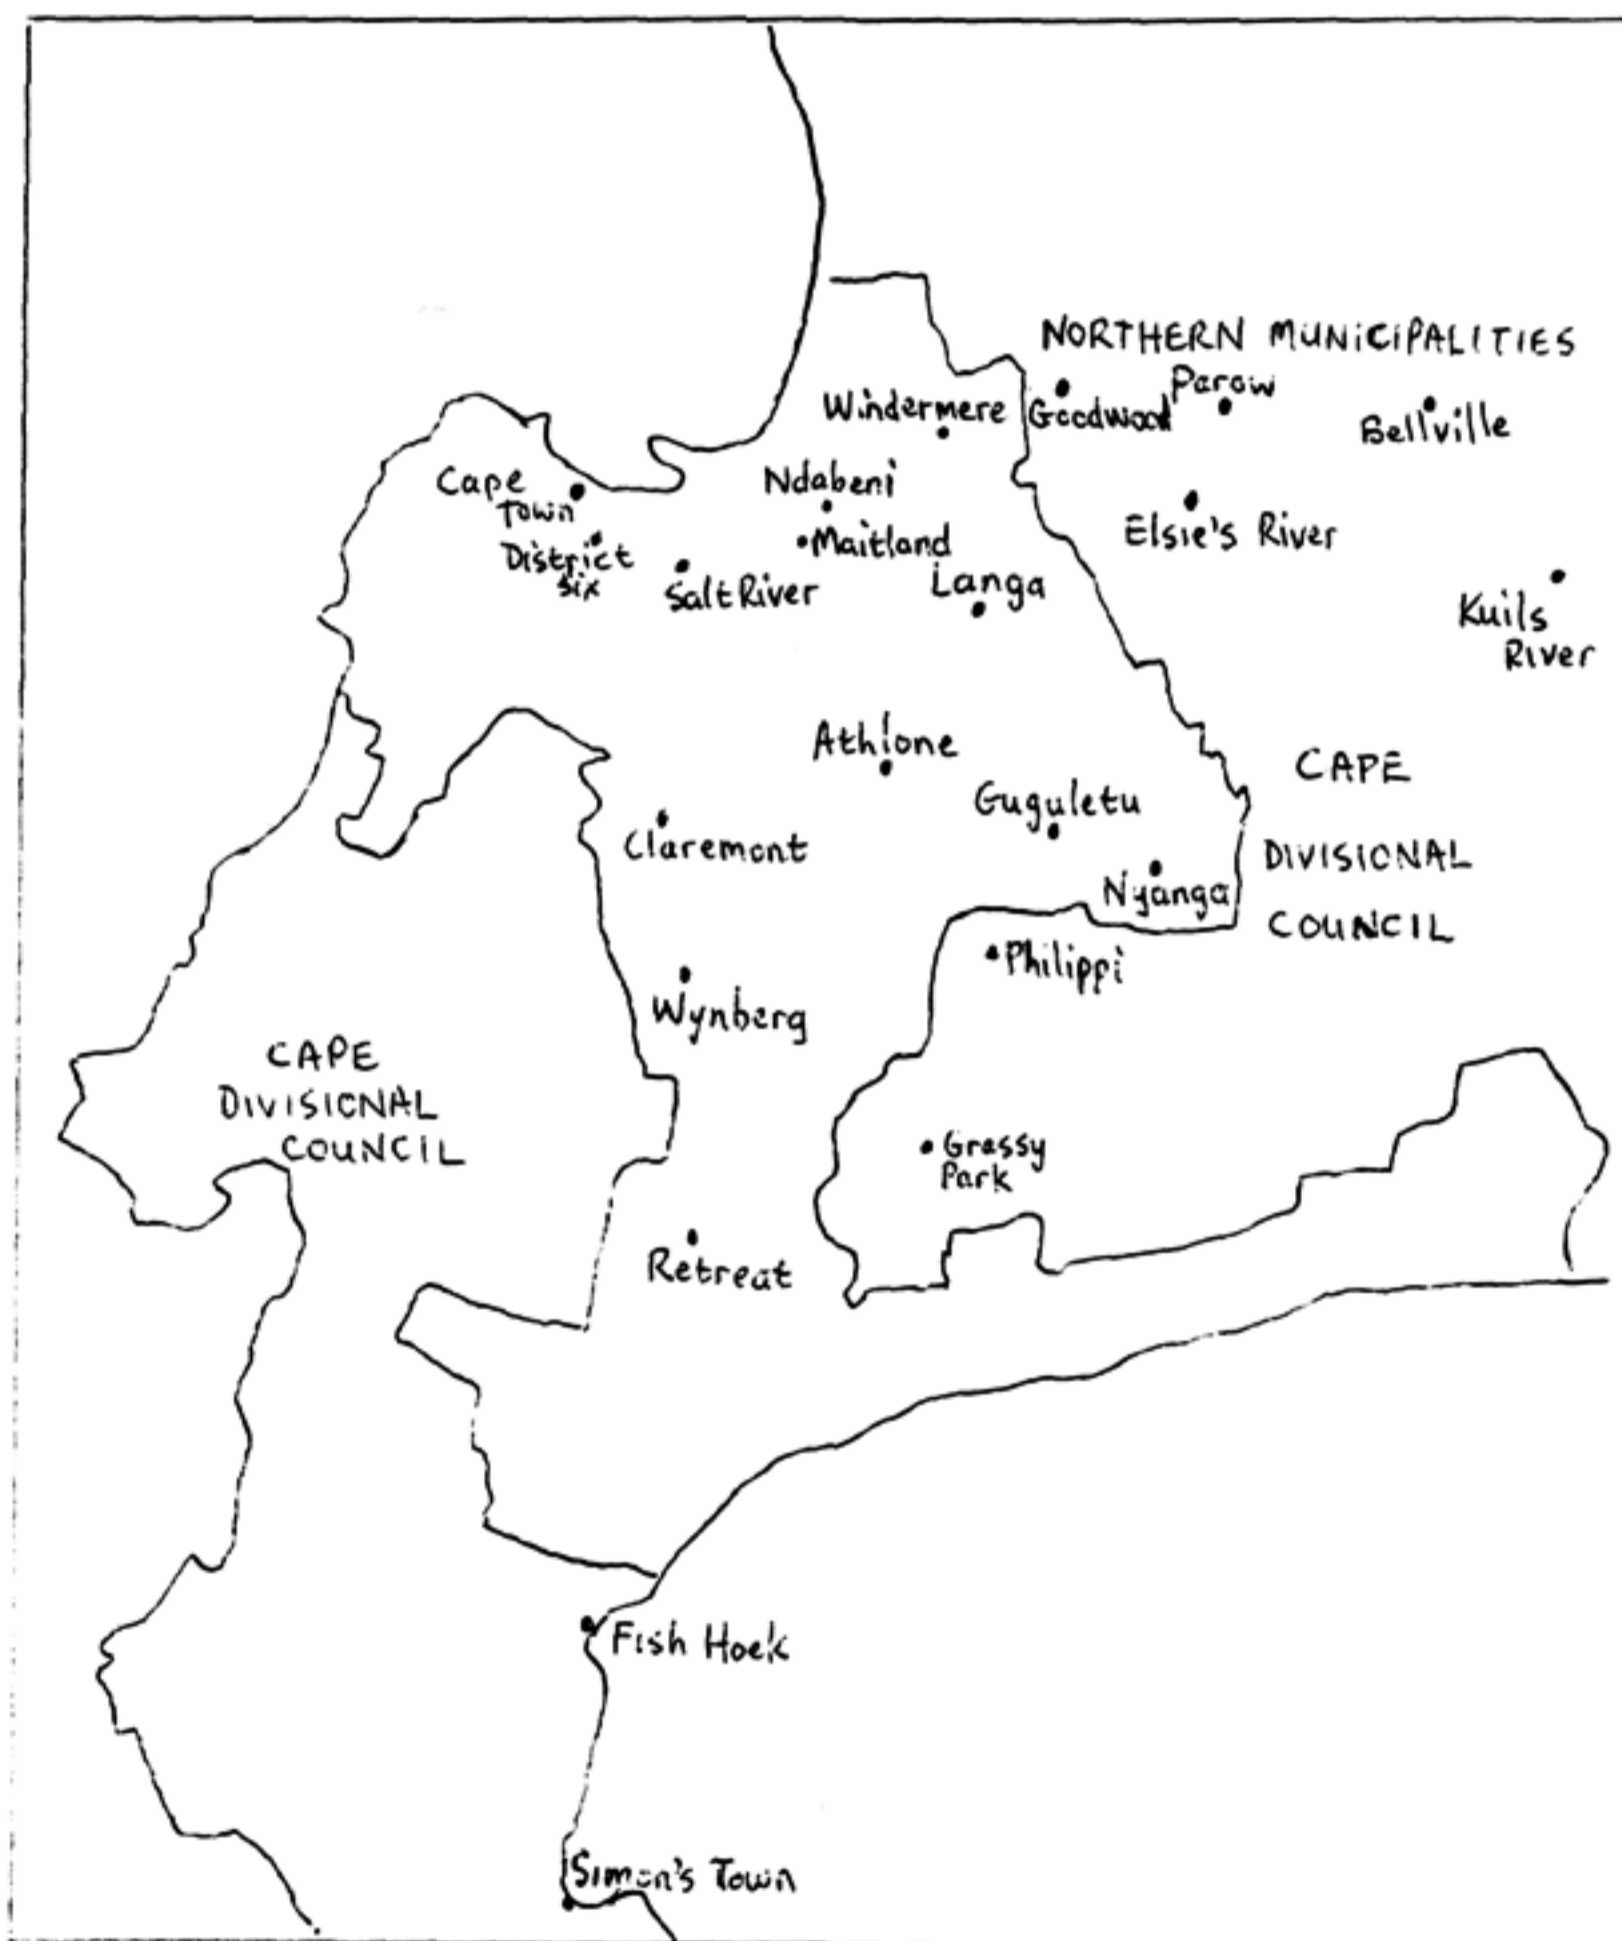 NORTHERN MUNICIPALITIES
Parow
Windermere
Goodwood
Bellville
Cape
Town
Ndabeni
Elsie's River
District
Six
Maitland
Salt River
Langa
Kuils
River
Athlone
CAPE
DIVISIONAL
COUNCIL
Guguletu
Claremont
Nyanga
Philippi
Wynberg
CAPE
DIVISIONAL
COUNCIL
Grassy
Park
Retreat
Fish Hoek
Simon's Town